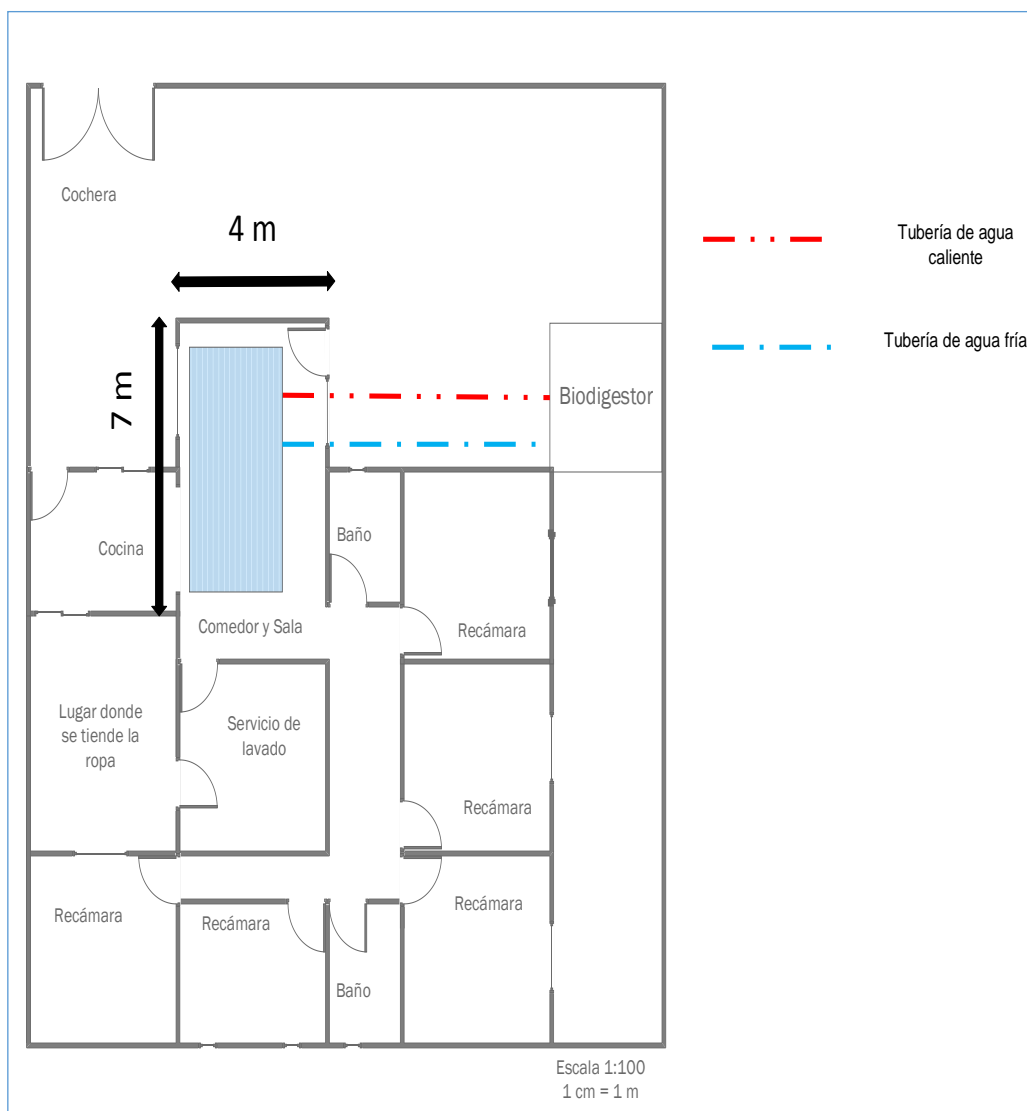 Cochera
4 m
Tubería de agua
caliente
Tubería de agua fría
7 m
Biodigestor
Cocina
Baño
Comedor y Sala
Recámara
Lugar donde
se tiende la
ropa
Servicio de
lavado
Recámara
Recámara
Recámara
Recámara
Baño
Escala 1:100
1 cm = 1 m